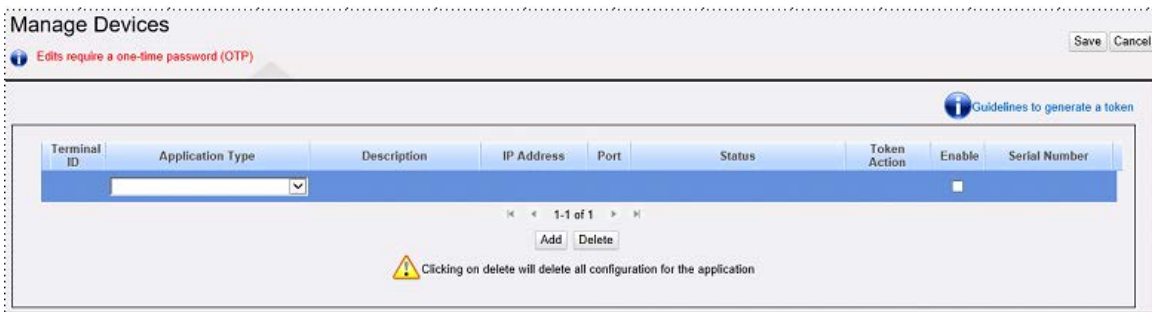 Manage Devices
Save Cancel
Edits require a one-time password (OTP)
Guidelines to generate a token
Terminal ID Application Type Description IP Address Port Status Token Action Enable Serial Number
1-1 of 1
Add Delete
Clicking on delete will delete all configuration for the application